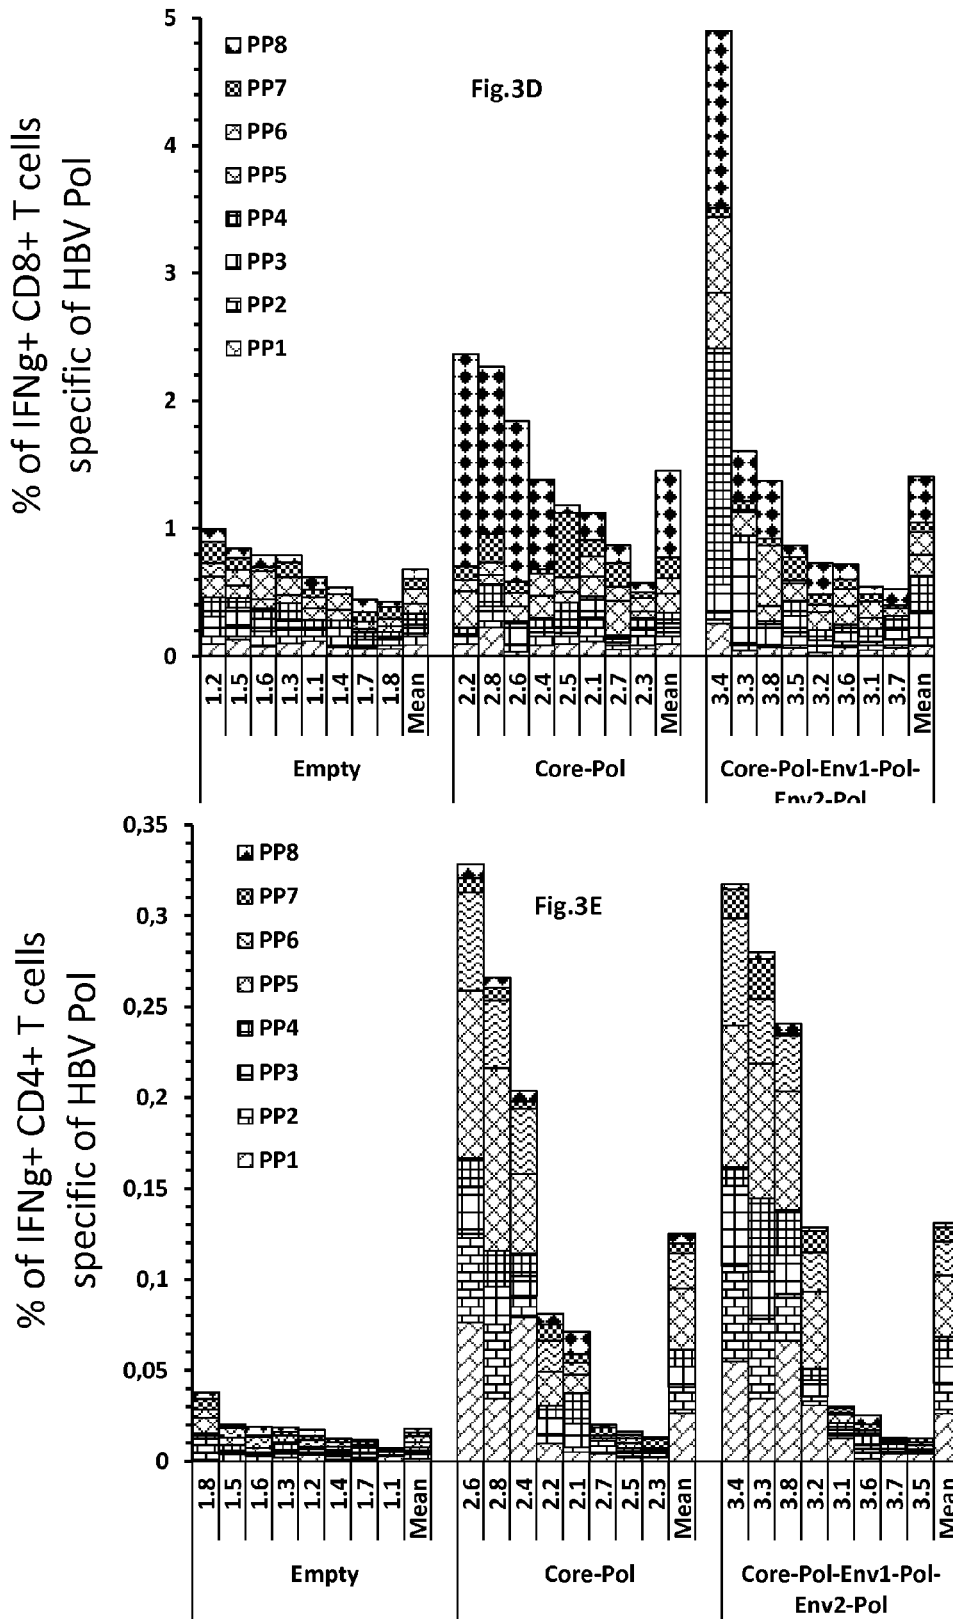 % of IFNg+ CD8+ T cells
specific of HBV Pol
5
4
3
2
1
0
PP8
PP7
PP6
PP5
PP4
PP3
PP2
PP1
Fig.3D
1.2 1.5 1.6 1.3 1.1 1.4 1.7 1.8 Mean
2.2 2.8 2.6 2.4 2.5 2.1 2.7 2.3 Mean
3.4 3.3 3.8 3.5 3.2 3.6 3.1 3.7 Mean
Empty
Core-Pol
Core-Pol-Env1-Pol-
Env2-Pol
% of IFNg+ CD4+ T cells
specific of HBV Pol
0,35
0,3
0,25
0,2
0,15
0,1
0,05
0
PP8
PP7
PP6
PP5
PP4
PP3
PP2
PP1
Fig.3E
1.8 1.5 1.6 1.3 1.2 1.4 1.7 1.1 Mean
2.6 2.8 2.4 2.2 2.1 2.7 2.5 2.3 Mean
3.4 3.3 3.8 3.2 3.1 3.6 3.7 3.5 Mean
Empty
Core-Pol
Core-Pol-Env1-Pol-
Env2-Pol